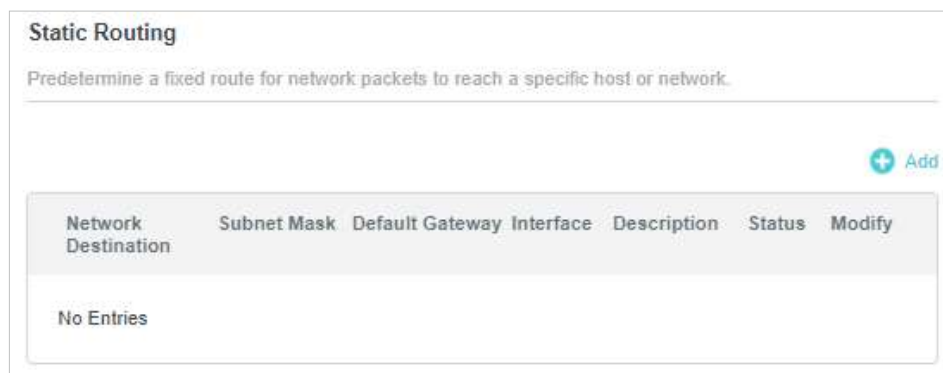 Static Routing
Predetermine a fixed route for network packets to reach a specific host or network.
Add
Network Destination Subnet Mask Default Gateway Interface Description Status Modify
No Entries